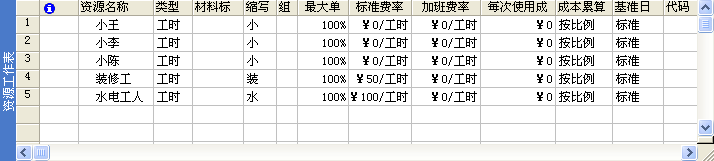 资源名称 类型 材料标 缩写 组 最大单 标准费率 加班费率 每次使用成 成本累算 基准日 代码
1 小王 工时 小 100% ￥0/工时 ￥0/工时 ￥0 按比例 标准
2 小李 工时 小 100% ￥0/工时 ￥0/工时 ￥0 按比例 标准
3 小陈 工时 小 100% ￥0/工时 ￥0/工时 ￥0 按比例 标准
4 装修工 工时 装 100% ￥50/工时 ￥0/工时 ￥0 按比例 标准
5 水电工人 工时 水 100% ￥100/工时 ￥0/工时 ￥0 按比例 标准
资源工作表